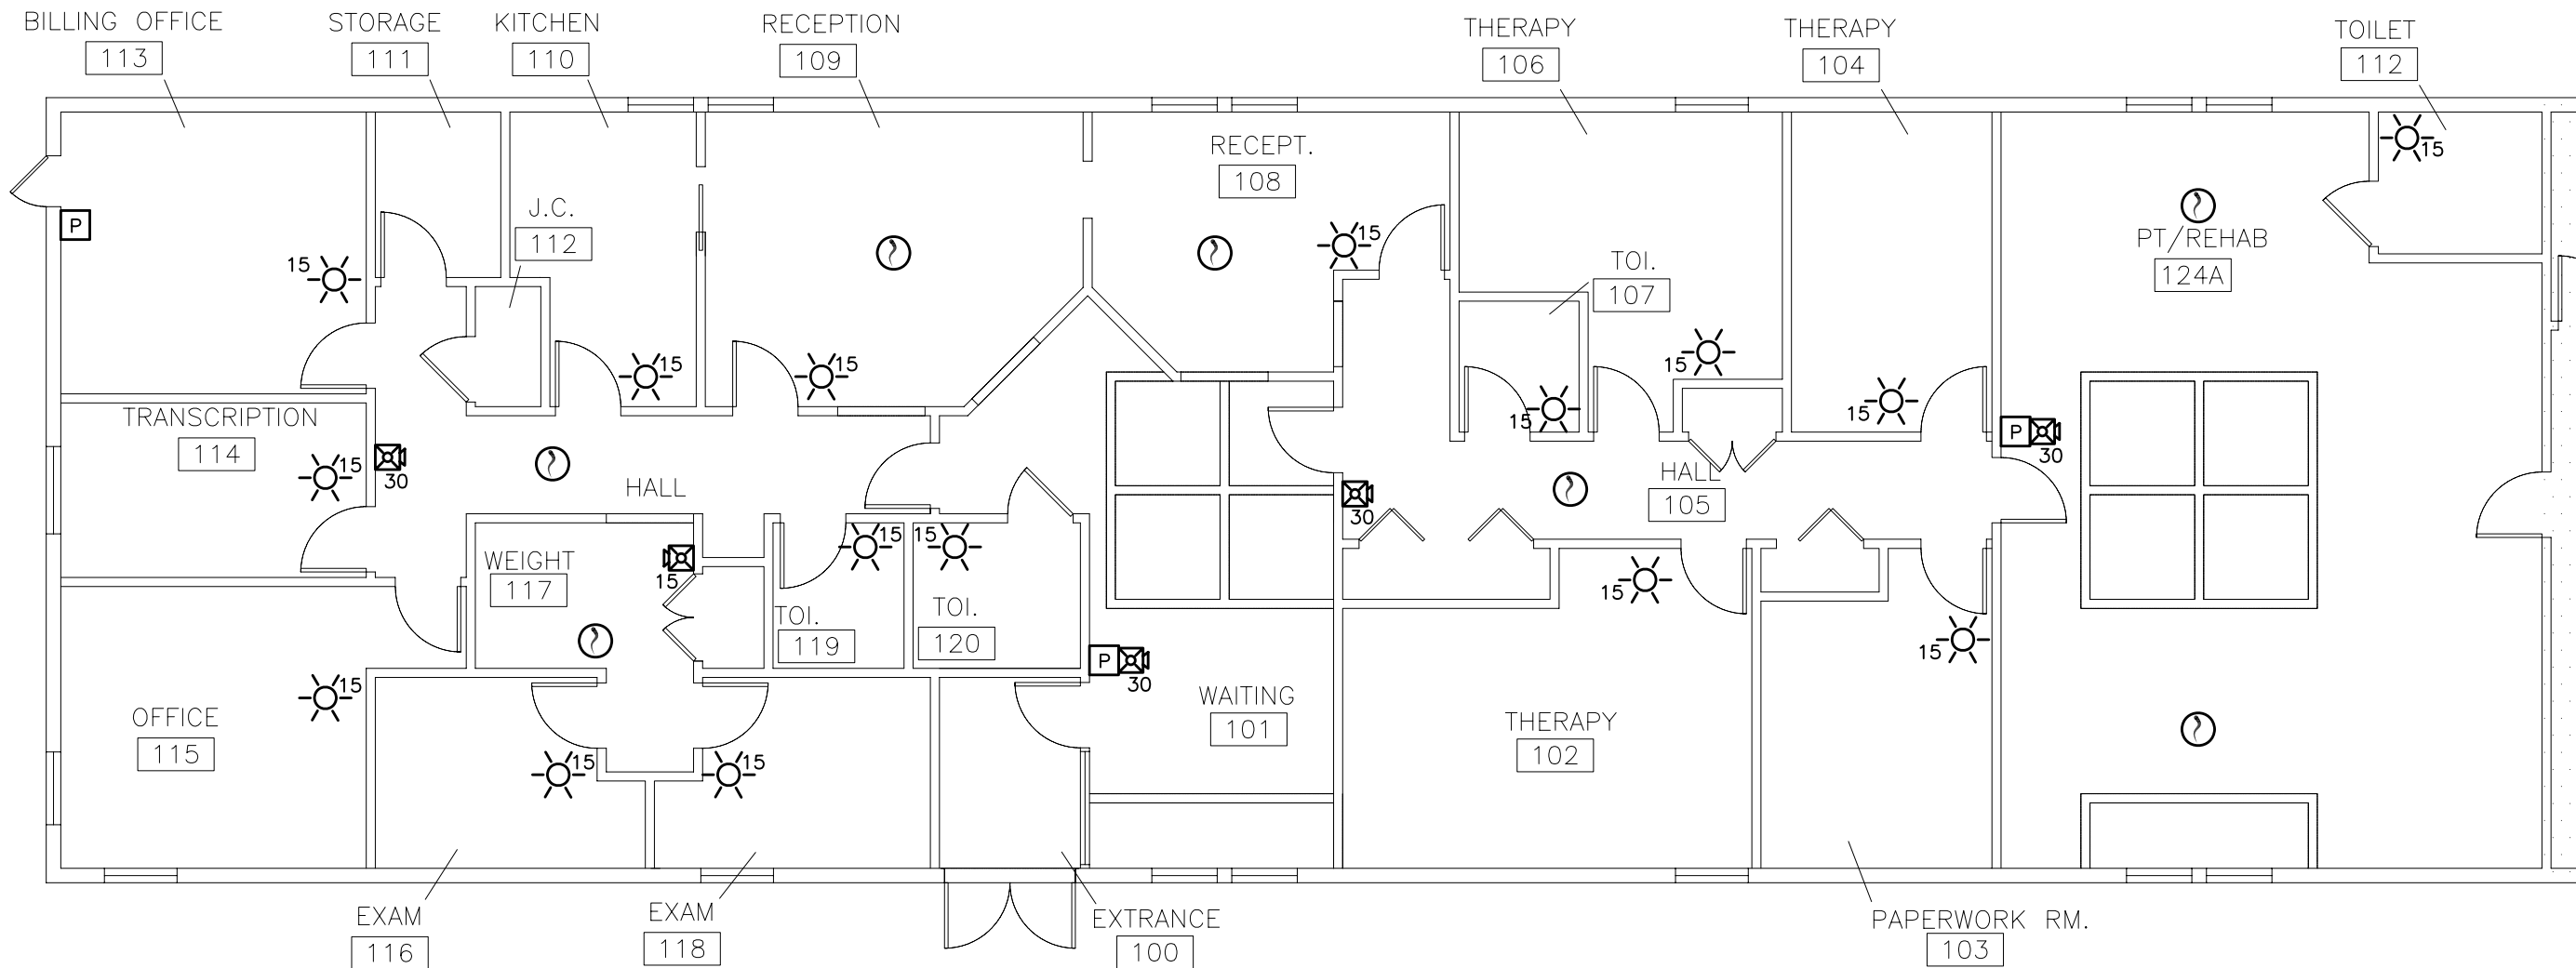 BILLING OFFICE
113
STORAGE
111
KITCHEN
110
RECEPTION
109
THERAPY
106
THERAPY
104
TOILET
112
RECEPT.
108
15
J.C.
112
P
15
15
PT/REHAB
124A
TOI.
107
15
15
15
15
15
15
TRANSCRIPTION
114
15
30
HALL
P
30
HALL
105
30
15
15
WEIGHT
117
15
TOI.
119
TOI.
120
15
15
P
30
15
OFFICE
115
WAITING
101
THERAPY
102
15
15
EXAM
116
EXAM
118
EXTRANCE
100
PAPERWORK RM.
103